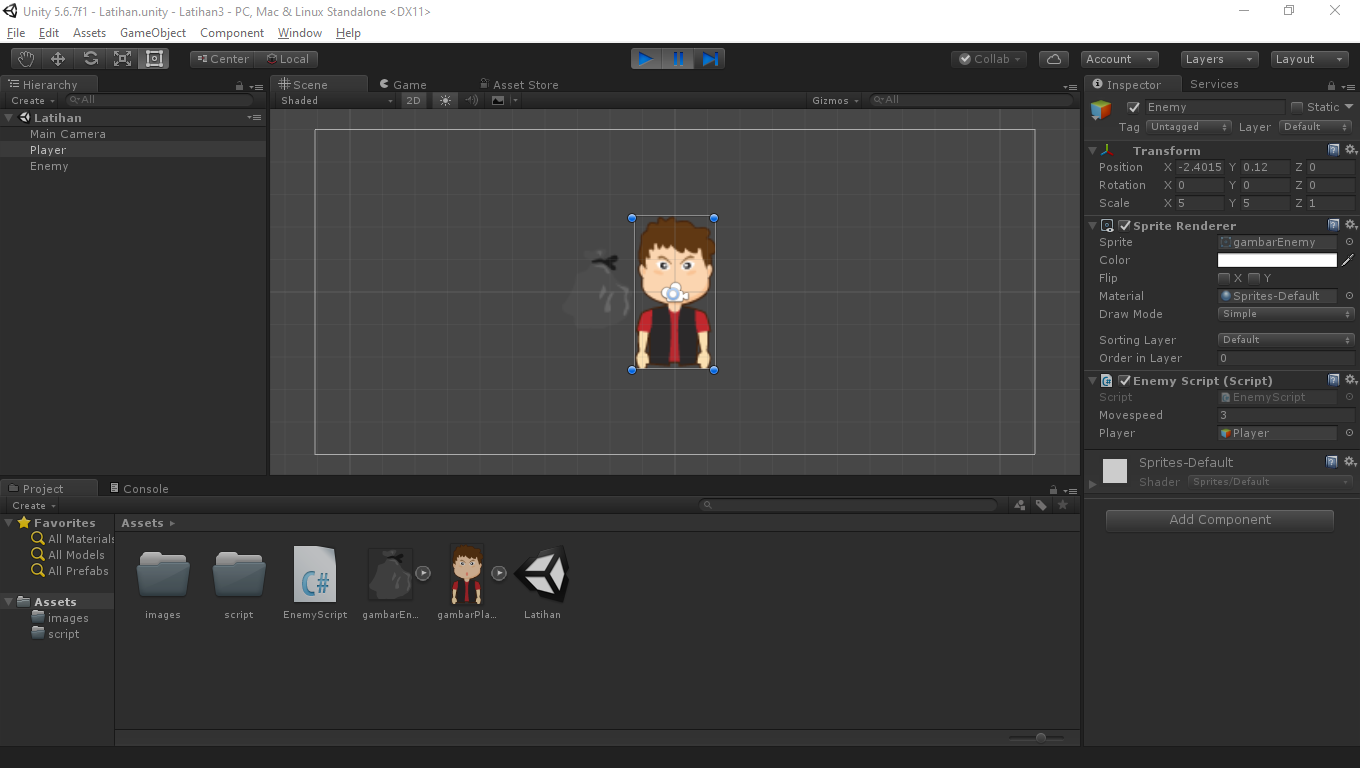 Unity 5.6.7f1 - Latihan.unity - Latihan3 - PC, Mac & Linux Standalone <DX11>
File Edit Assets GameObject Component Window Help
Center Local Collab Account Layers Layout
Hierarchy
Create All
Latihan
Main Camera
Player
Enemy
Scene Game Asset Store
Shaded 2D Gizmos All
Inspector Services
Enemy Static
Tag Untagged Layer Default
Transform
Position X -2.4015 Y 0.12 Z 0
Rotation X 0 Y 0 Z 0
Scale X 5 Y 5 Z 1
Sprite Renderer
Sprite gambarEnemy
Color
Flip X Y
Material Sprites-Default
Draw Mode Simple
Sorting Layer Default
Order in Layer 0
Enemy Script (Script)
Script EnemyScript
Movespeed 3
Player Player
Sprites-Default
Shader Sprites/Default
Add Component
Project Console
Create
Favorites
All Materials
All Models
All Prefabs
Assets
images
script
Assets
C#
images script EnemyScript gambarEn... gambarPla... Latihan